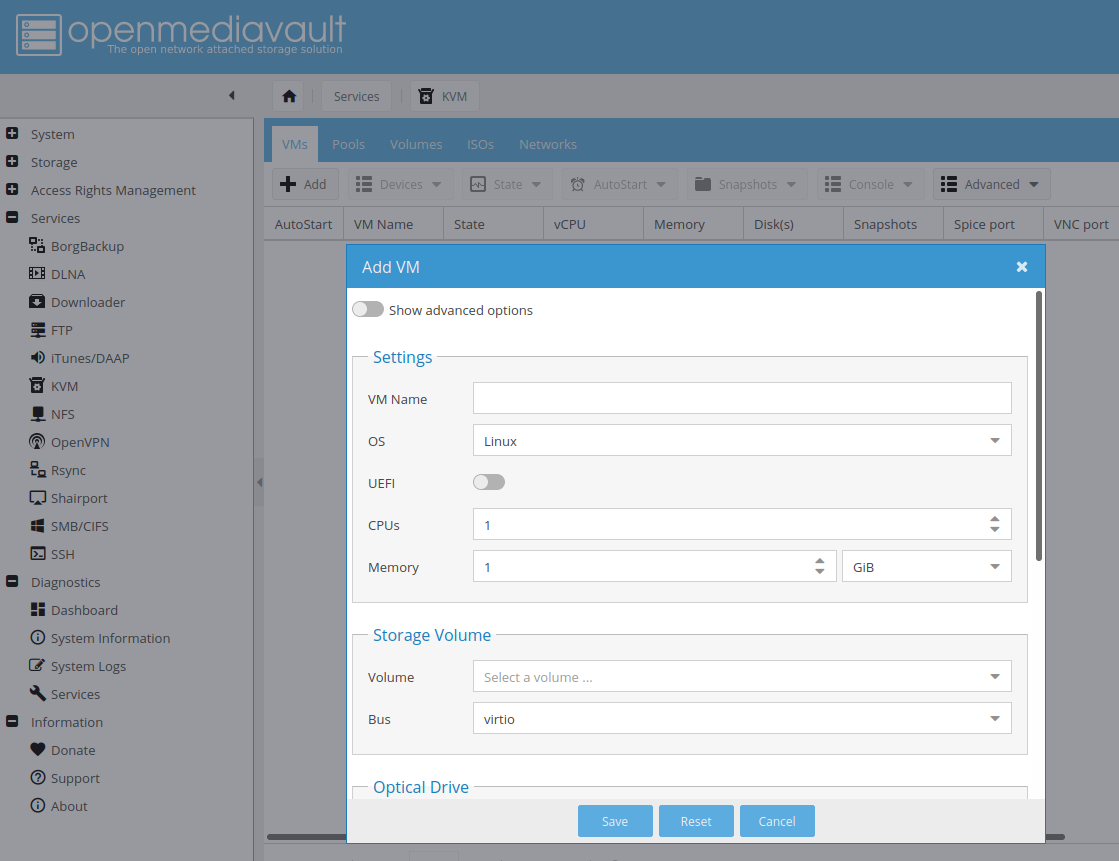 openmediavault
The open network attached storage solution
Services
KVM
System
Storage
Access Rights Management
Services
BorgBackup
DLNA
Downloader
FTP
iTunes/DAAP
KVM
NFS
OpenVPN
Rsync
Shairport
SMB/CIFS
SSH
Diagnostics
Dashboard
System Information
System Logs
Services
Information
Donate
Support
About
VMs Pools Volumes ISOs Networks
Add Devices State AutoStart Snapshots Console Advanced
AutoStart VM Name State vCPU Memory Disk(s) Snapshots Spice port VNC port
Add VM
Show advanced options
Settings
VM Name
OS Linux
UEFI
CPUs 1
Memory 1 GiB
Storage Volume
Volume Select a volume ...
Bus virtio
Optical Drive
Save Reset Cancel